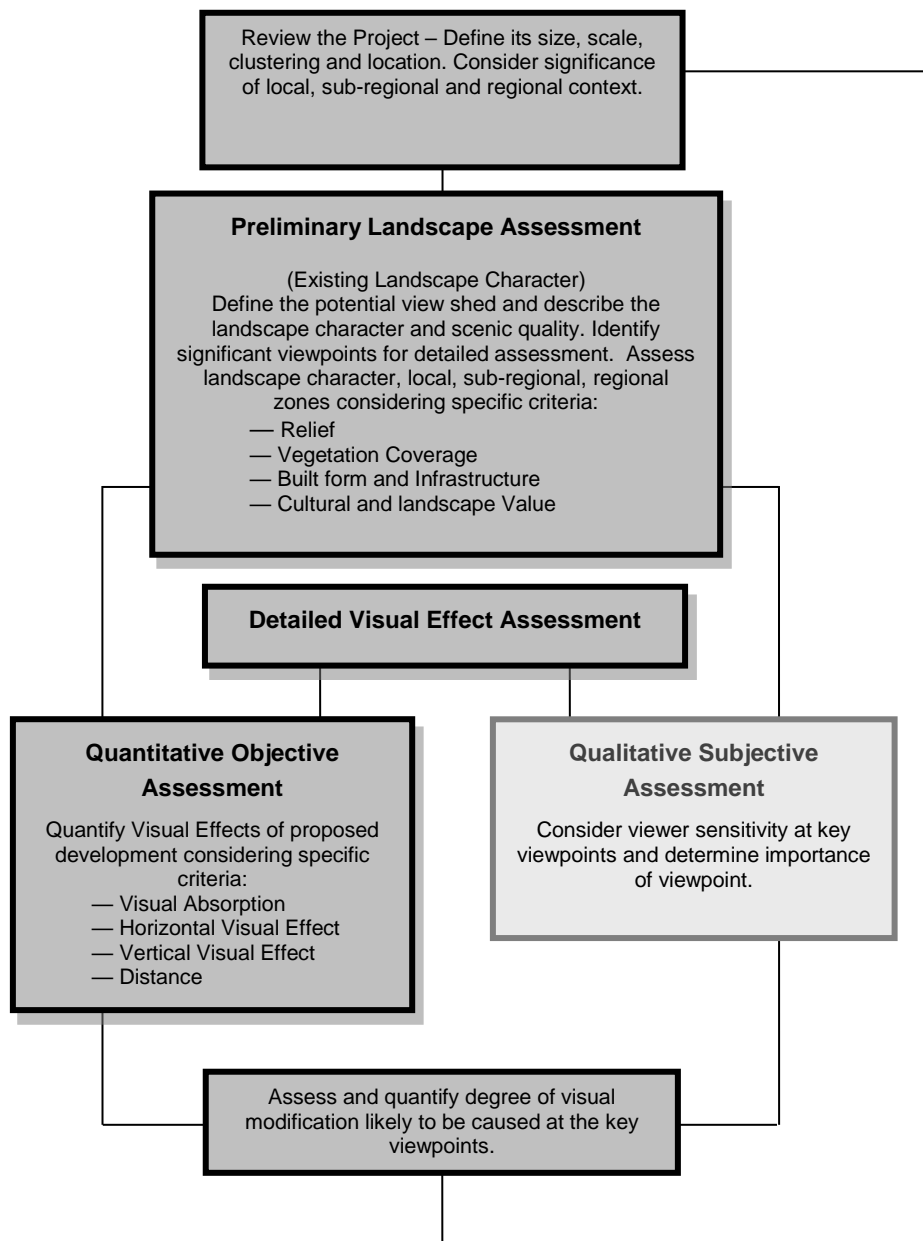 Review the Project – Define its size, scale,
clustering and location. Consider significance
of local, sub-regional and regional context.
Preliminary Landscape Assessment
(Existing Landscape Character)
Define the potential view shed and describe the
landscape character and scenic quality. Identify
significant viewpoints for detailed assessment.  Assess
landscape character, local, sub-regional, regional
zones considering specific criteria:
— Relief
— Vegetation Coverage
— Built form and Infrastructure
— Cultural and landscape Value
Detailed Visual Effect Assessment
Quantitative Objective
Assessment
Quantify Visual Effects of proposed
development considering specific
criteria:
— Visual Absorption
— Horizontal Visual Effect
— Vertical Visual Effect
— Distance
Qualitative Subjective
Assessment
Consider viewer sensitivity at key
viewpoints and determine importance
of viewpoint.
Assess and quantify degree of visual
modification likely to be caused at the key
viewpoints.